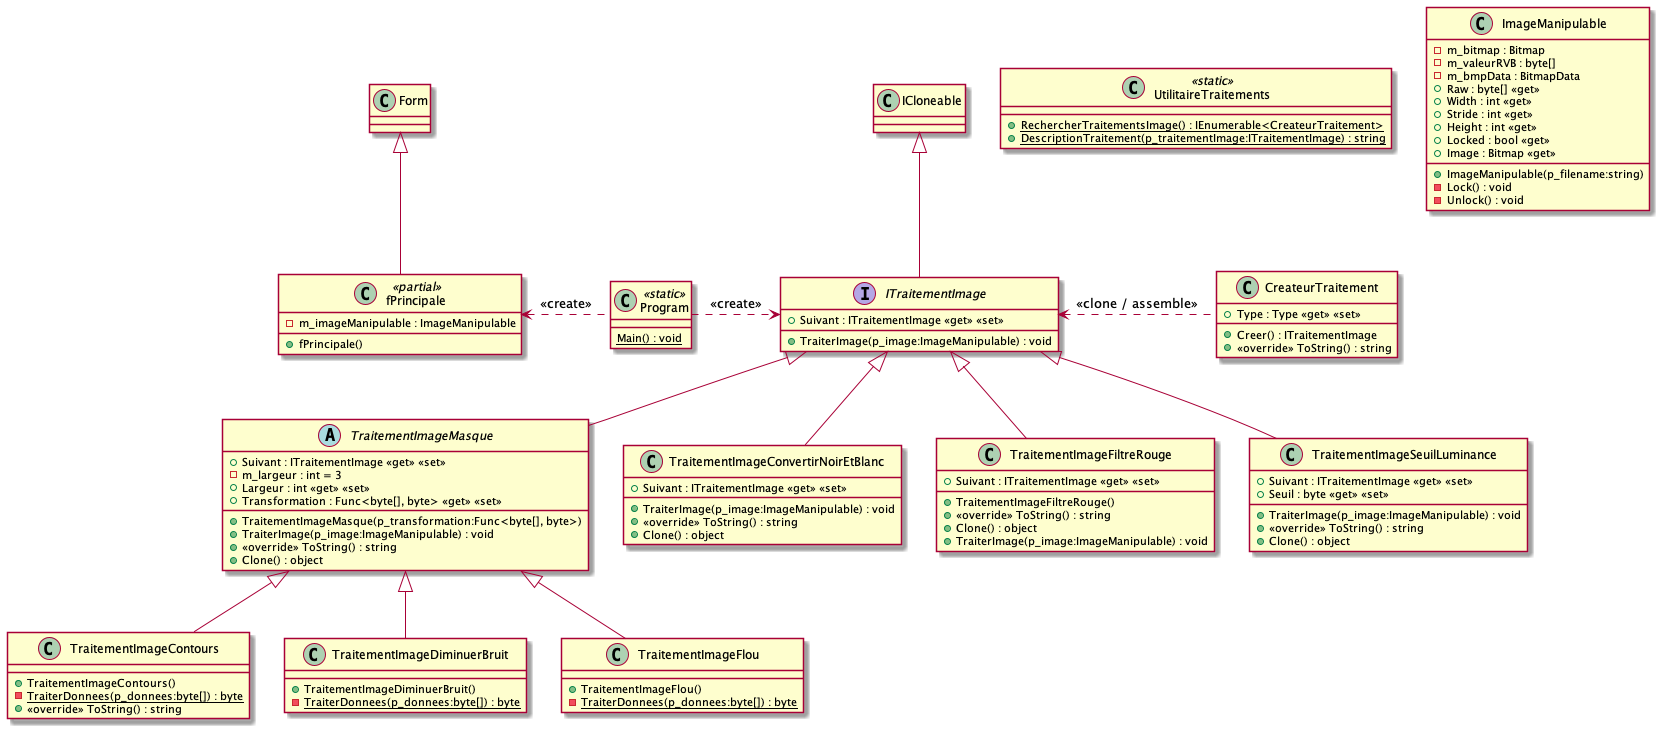 C ImageManipulable
m_bitmap : Bitmap
m_valeurRVB : byte[]
m_bmpData : BitmapData
Raw : byte[] «get»
Width : int «get»
Stride : int «get»
Height : int «get»
Locked : bool «get»
Image : Bitmap «get»
ImageManipulable(p_filename:string)
Lock() : void
Unlock() : void
C Form
C ICloneable
C «static»
UtilitaireTraitements
RechercherTraitementsImage() : IEnumerable<CreateurTraitement>
DescriptionTraitement(p_traitementImage:ITraitementImage) : string
C «partial»
fPrincipale
m_imageManipulable : ImageManipulable
fPrincipale()
«create»
C «static»
Program
Main() : void
«create»
I ITraitementImage
Suivant : ITraitementImage «get» «set»
TraiterImage(p_image:ImageManipulable) : void
«clone / assemble»
C CreateurTraitement
Type : Type «get» «set»
Creer() : ITraitementImage
«override» ToString() : string
A TraitementImageMasque
Suivant : ITraitementImage «get» «set»
m_largeur : int = 3
Largeur : int «get» «set»
Transformation : Func<byte[], byte> «get» «set»
TraitementImageMasque(p_transformation:Func<byte[], byte>)
TraiterImage(p_image:ImageManipulable) : void
«override» ToString() : string
Clone() : object
C TraitementImageConvertirNoirEtBlanc
Suivant : ITraitementImage «get» «set»
TraiterImage(p_image:ImageManipulable) : void
«override» ToString() : string
Clone() : object
C TraitementImageFiltreRouge
Suivant : ITraitementImage «get» «set»
TraitementImageFiltreRouge()
«override» ToString() : string
Clone() : object
TraiterImage(p_image:ImageManipulable) : void
C TraitementImageSeuilLuminance
Suivant : ITraitementImage «get» «set»
Seuil : byte «get» «set»
TraiterImage(p_image:ImageManipulable) : void
«override» ToString() : string
Clone() : object
C TraitementImageContours
TraitementImageContours()
TraiterDonnees(p_donnees:byte[]) : byte
«override» ToString() : string
C TraitementImageDiminuerBruit
TraitementImageDiminuerBruit()
TraiterDonnees(p_donnees:byte[]) : byte
C TraitementImageFlou
TraitementImageFlou()
TraiterDonnees(p_donnees:byte[]) : byte